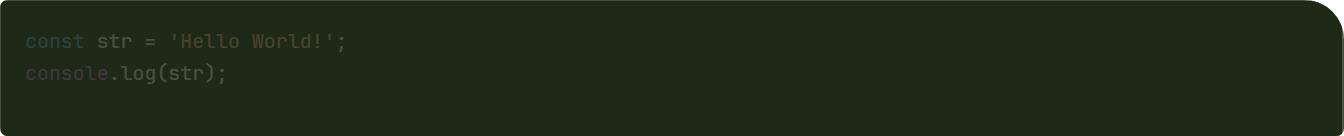 const str = 'Hello World!';
console.log(str);